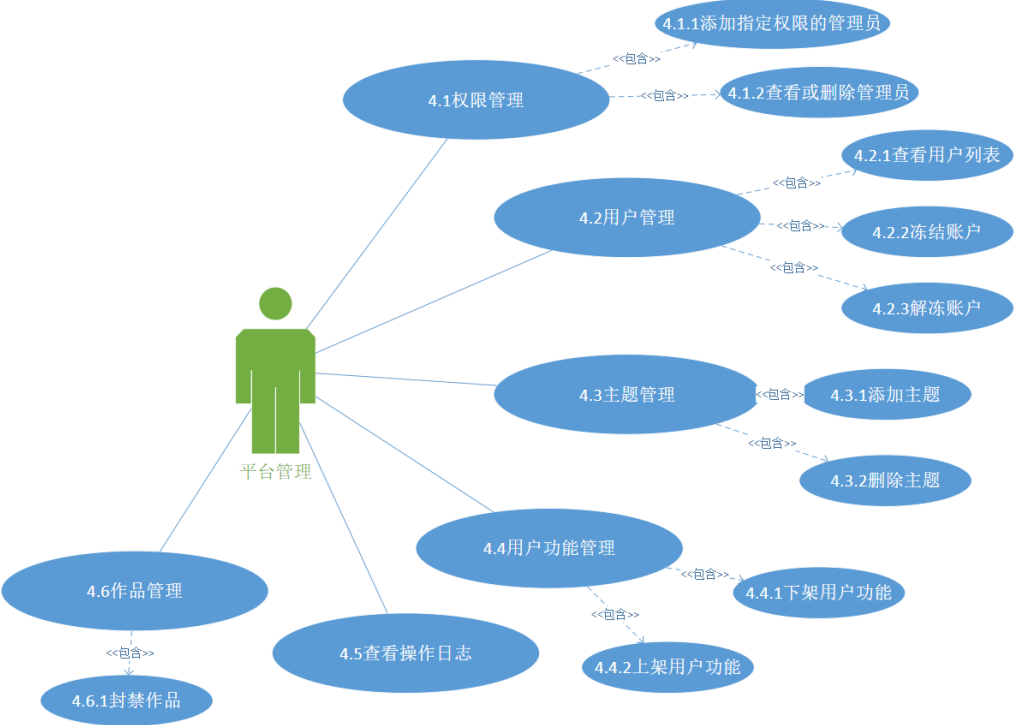 4.1.1添加指定权限的管理员
<<包含>>
4.1权限管理
<<包含>>
4.1.2查看或删除管理员
4.2.1查看用户列表
<<包含>>
4.2用户管理
<<包含>>
4.2.2冻结账户
<<包含>>
4.2.3解冻账户
4.3主题管理
<<包含>>
4.3.1添加主题
<<包含>>
4.3.2删除主题
平台管理
4.4用户功能管理
<<包含>>
4.4.1下架用户功能
<<包含>>
4.4.2上架用户功能
4.5查看操作日志
4.6作品管理
<<包含>>
4.6.1封禁作品